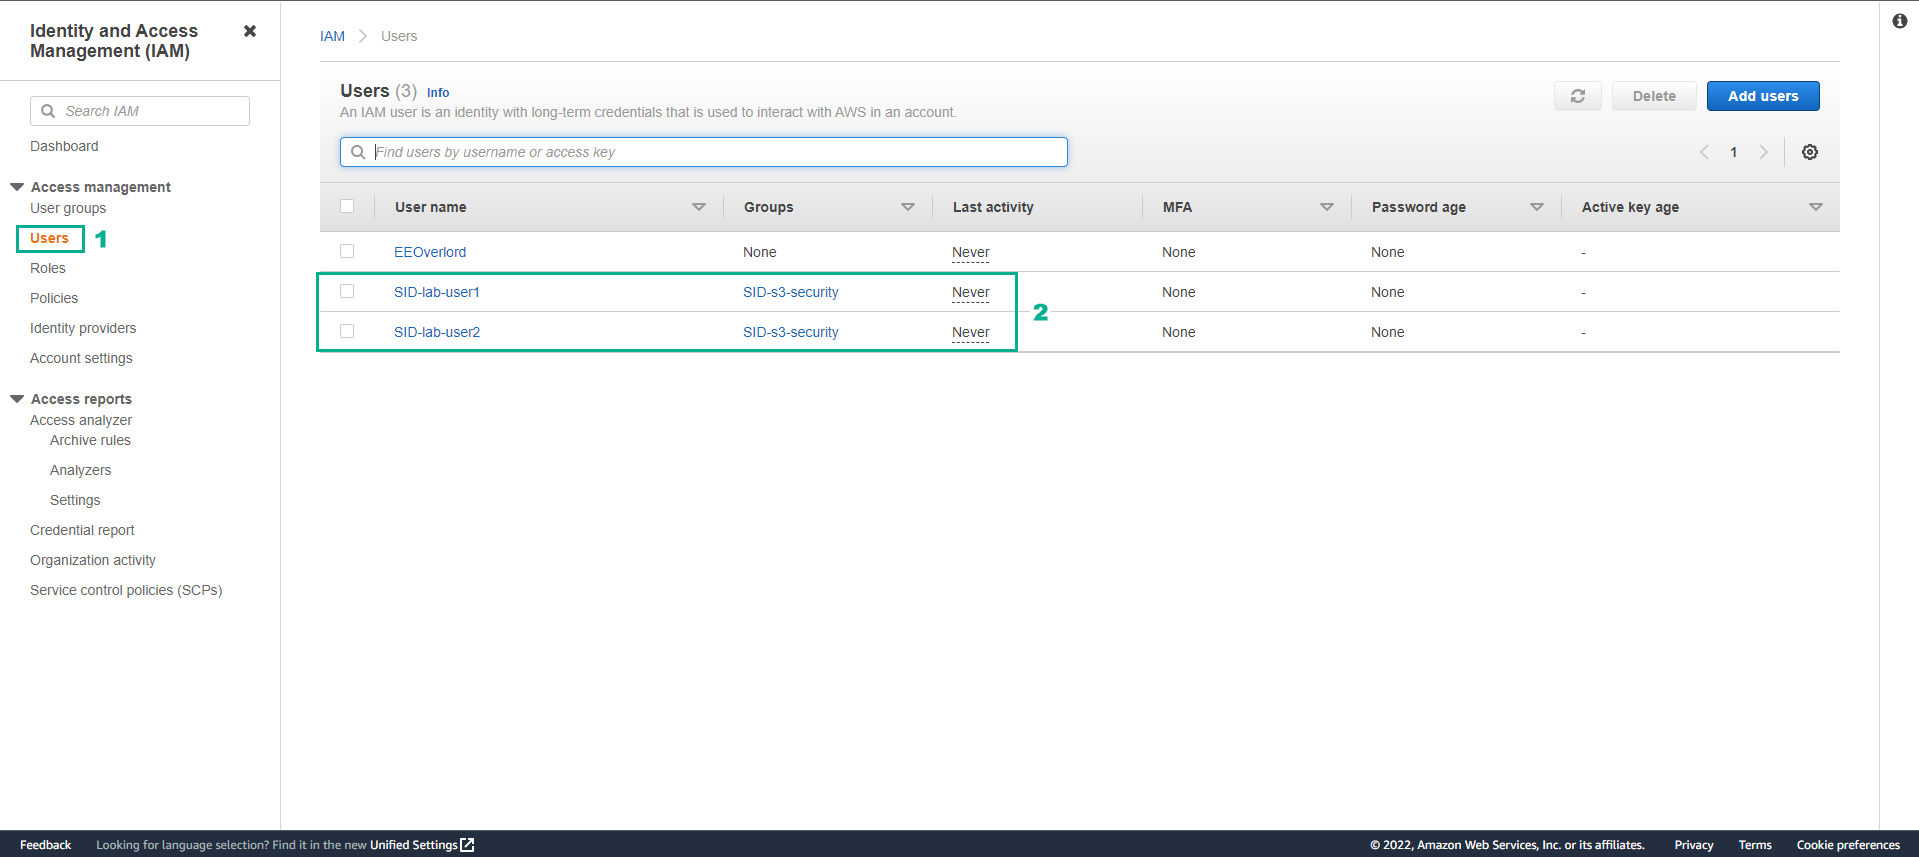 Identity and Access
Management (IAM)
Search IAM
Dashboard
Access management
User groups
Users 1
Roles
Policies
Identity providers
Account settings
Access reports
Access analyzer
Archive rules
Analyzers
Settings
Credential report
Organization activity
Service control policies (SCPs)
IAM Users
Users (3) Info
An IAM user is an identity with long-term credentials that is used to interact with AWS in an account.
Delete Add users
Find users by username or access key
1
User name Groups Last activity MFA Password age Active key age
EEOverlord None Never None None -
SID-lab-user1 SID-s3-security Never None None -
2
SID-lab-user2 SID-s3-security Never None None -
Feedback Looking for language selection? Find it in the new Unified Settings © 2022, Amazon Web Services, Inc. or its affiliates. Privacy Terms Cookie preferences